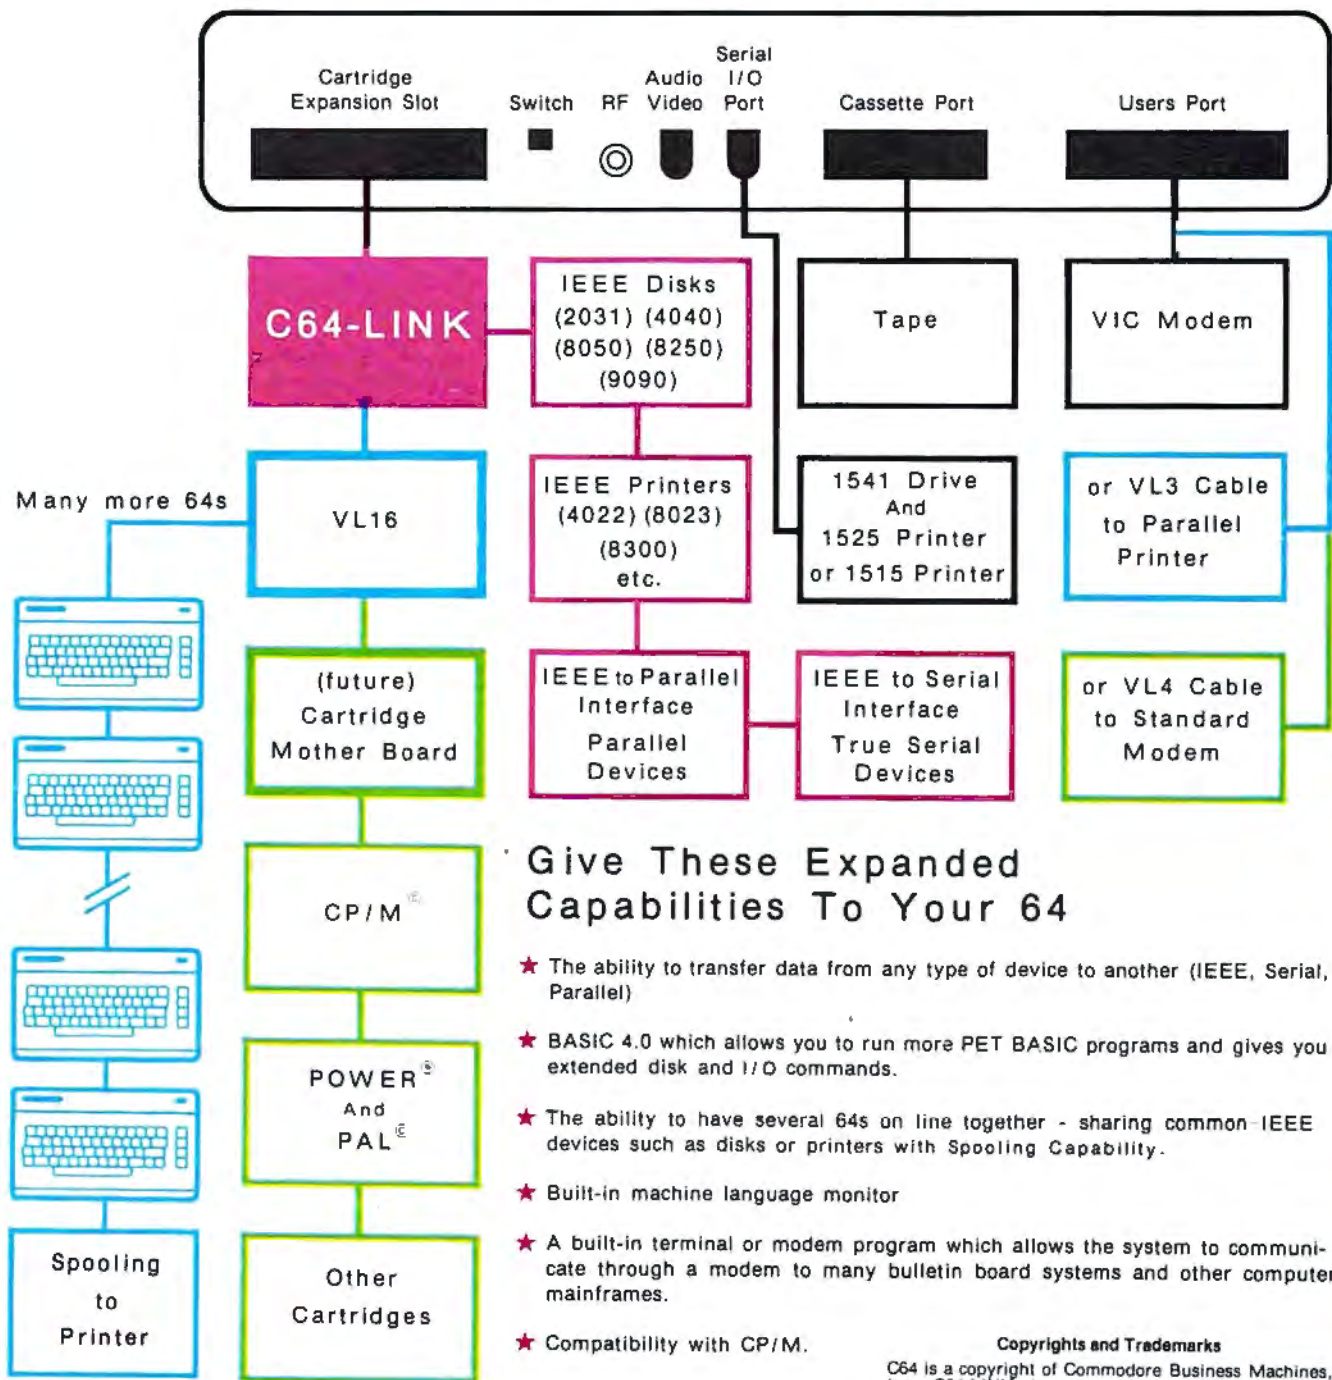 Cartridge
Expansion Slot
Switch
RF
Audio
Video
Serial
I/O
Port
Cassette Port
Users Port
C64-LINK
IEEE Disks
(2031) (4040)
(8050) (8250)
(9090)
Tape
VIC Modem
Many more 64s
VL16
IEEE Printers
(4022) (8023)
(8300)
etc.
1541 Drive
And
1525 Printer
or 1515 Printer
or VL3 Cable
to Parallel
Printer
(future)
Cartridge
Mother Board
IEEE to Parallel
Interface
Parallel
Devices
IEEE to Serial
Interface
True Serial
Devices
or VL4 Cable
to Standard
Modem
CP/M©
POWER©
And
PAL©
Other
Cartridges
Spooling
to
Printer
Give These Expanded
Capabilities To Your 64
★ The ability to transfer data from any type of device to another (IEEE, Serial,
Parallel)
★ BASIC 4.0 which allows you to run more PET BASIC programs and gives you
extended disk and I/O commands.
★ The ability to have several 64s on line together - sharing common IEEE
devices such as disks or printers with Spooling Capability.
★ Built-in machine language monitor
★ A built-in terminal or modem program which allows the system to communi-
cate through a modem to many bulletin board systems and other computer
mainframes.
★ Compatibility with CP/M.
Copyrights and Trademarks
C64 is a copyright of Commodore Business Machines,